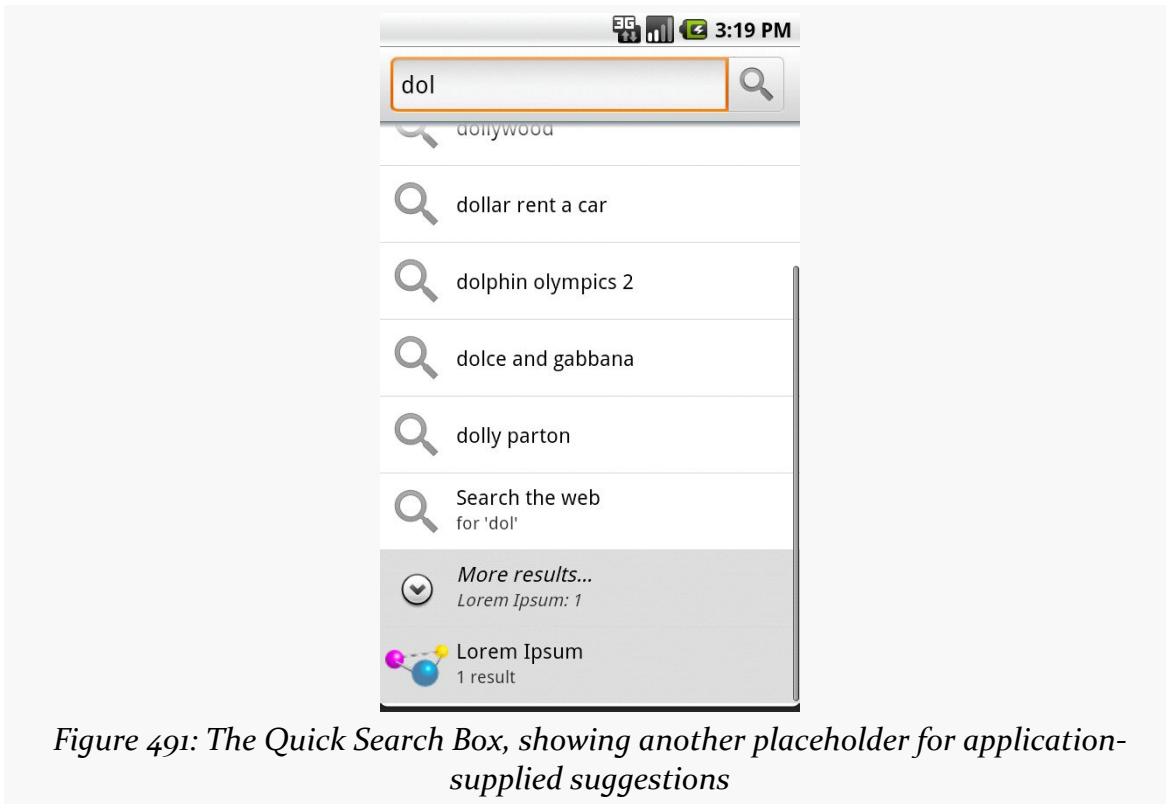 3G 3:19 PM
dol
dollywood
dollar rent a car
dolphin olympics 2
dolce and gabbana
dolly parton
Search the web
for 'dol'
More results...
Lorem Ipsum: 1
Lorem Ipsum
1 result
Figure 491: The Quick Search Box, showing another placeholder for application-
supplied suggestions